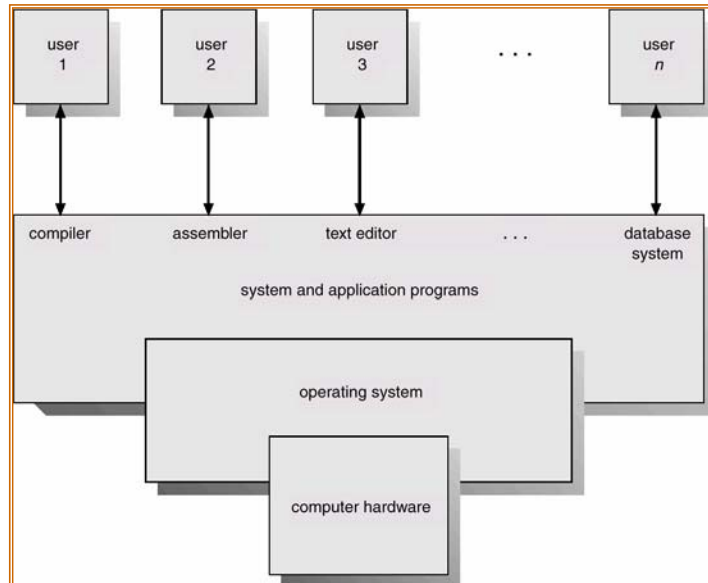 user
1
user
2
user
3
. . .
user
n
compiler
assembler
text editor
. . .
database
system
system and application programs
operating system
computer hardware